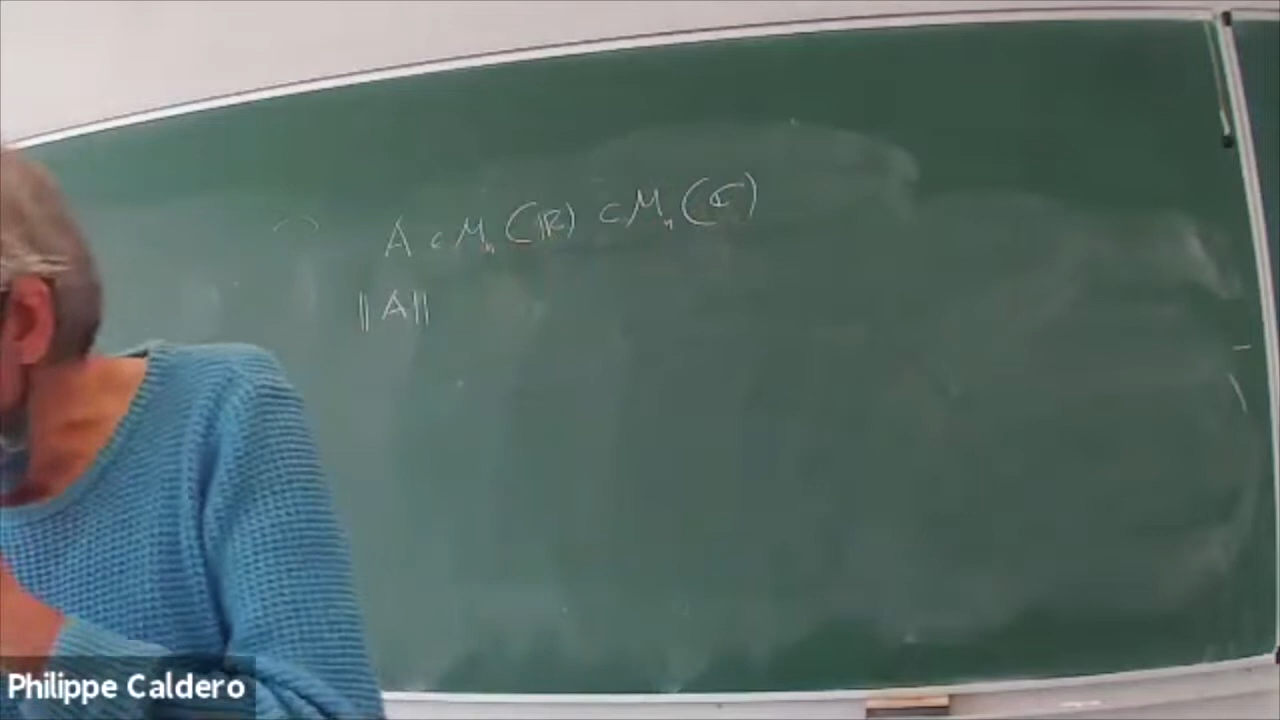 A ⊂ Mₙ(ℝ) ⊂ Mₙ(ℂ)
||A||
Philippe Caldero